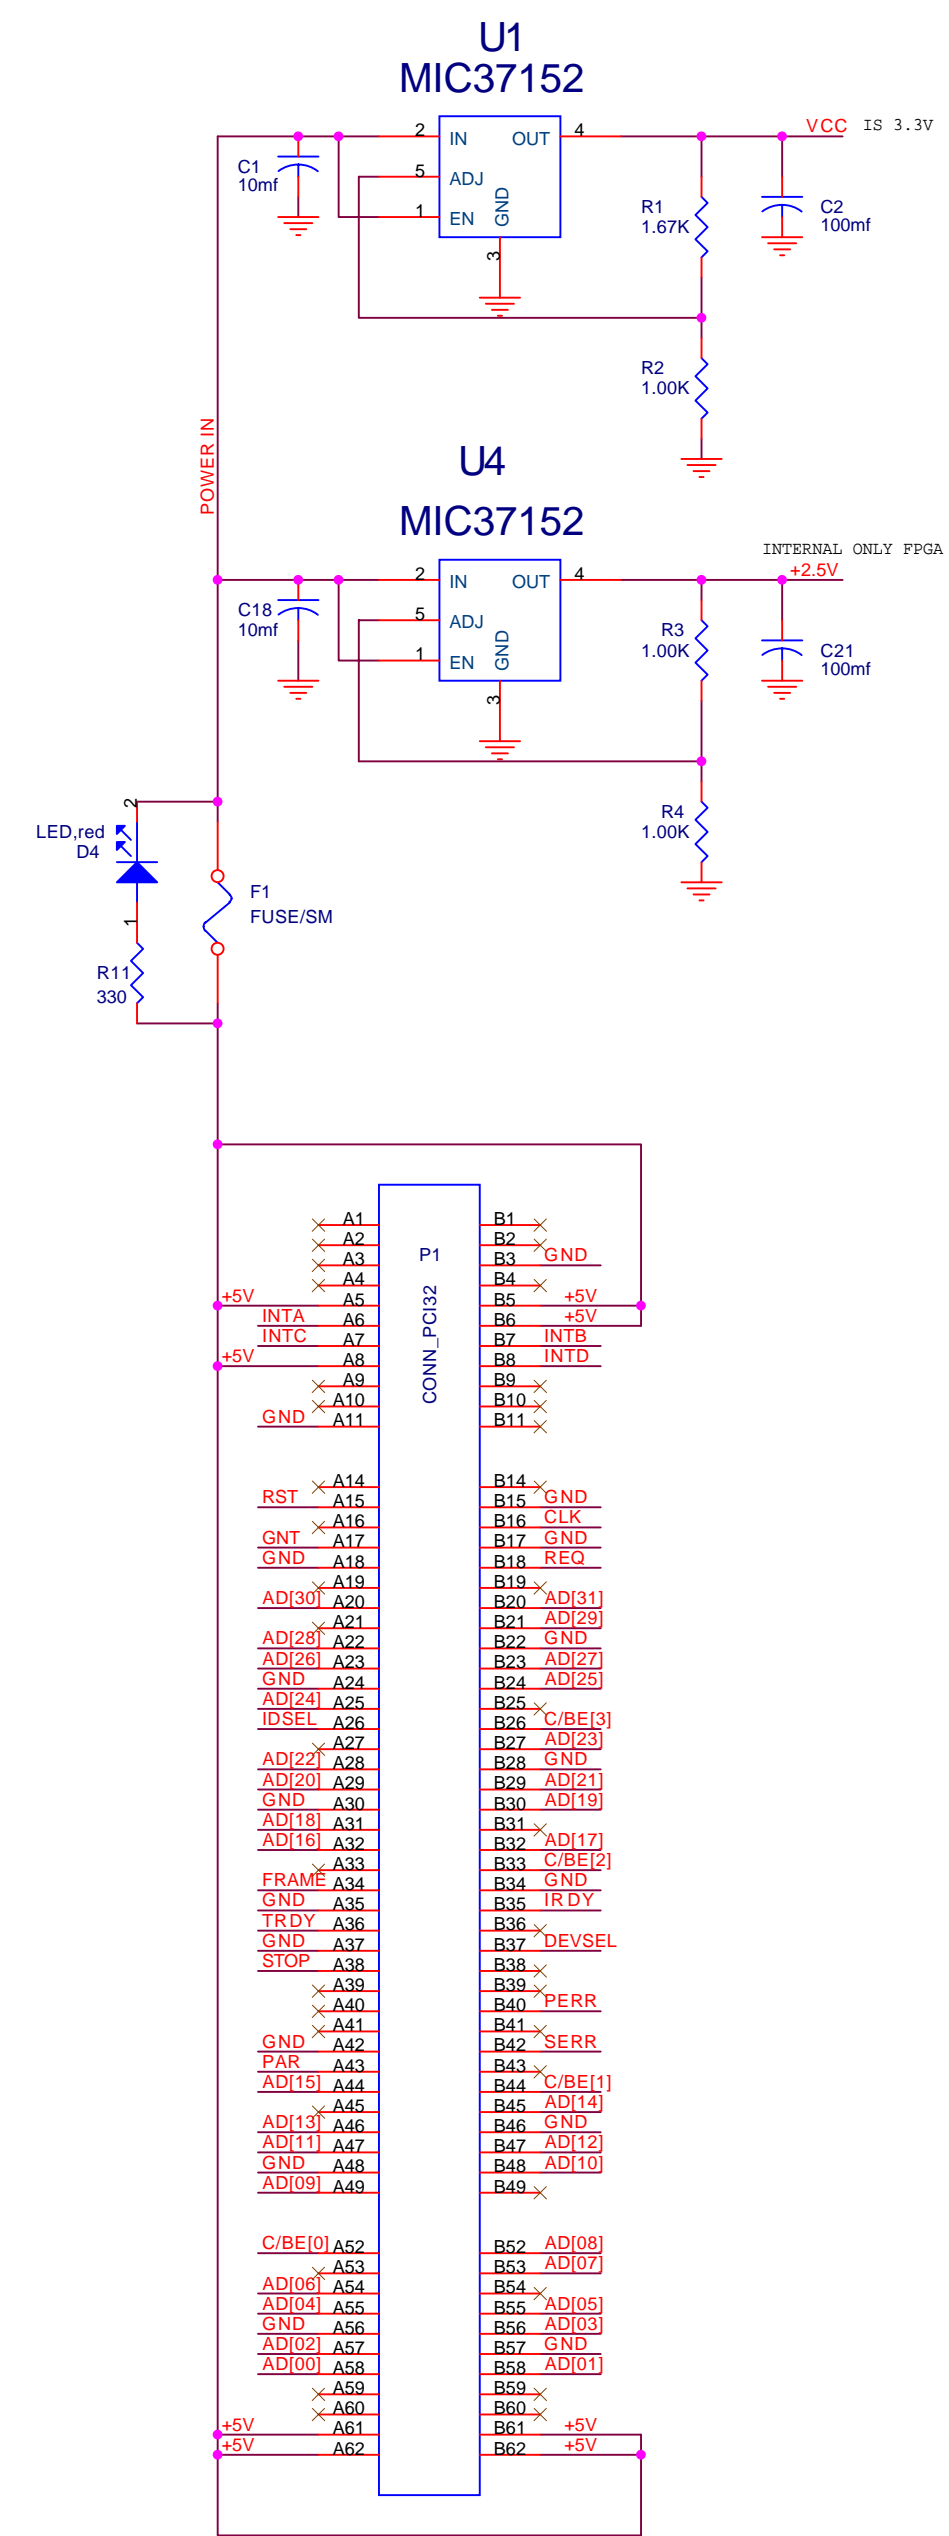 U1
MIC37152
2 IN OUT 4
VCC IS 3.3V
C1
10mf
5 ADJ
1 EN GND
3
R1
1.67K
C2
100mf
R2
1.00K
POWER IN
U4
MIC37152
INTERNAL ONLY FPGA
+2.5V
2 IN OUT 4
C18
10mf
5 ADJ
1 EN GND
3
R3
1.00K
C21
100mf
R4
1.00K
2
LED,red
D4
1
F1
FUSE/SM
R11
330
P1
CONN_PCI32
A1 B1
A2 B2
A3 B3 GND
A4 B4
+5V A5 B5 +5V
INTA A6 B6 +5V
INTC A7 B7 INTB
+5V A8 B8 INTD
A9 B9
A10 B10
GND A11 B11
A14 B14
RST A15 B15 GND
A16 B16 CLK
GNT A17 B17 GND
GND A18 B18 REQ
A19 B19
AD[30] A20 B20 AD[31]
A21 B21 AD[29]
AD[28] A22 B22 GND
AD[26] A23 B23 AD[27]
GND A24 B24 AD[25]
AD[24] A25 B25
IDSEL A26 B26 C/BE[3]
A27 B27 AD[23]
AD[22] A28 B28 GND
AD[20] A29 B29 AD[21]
GND A30 B30 AD[19]
AD[18] A31 B31
AD[16] A32 B32 AD[17]
A33 B33 C/BE[2]
FRAME A34 B34 GND
GND A35 B35 IRDY
TRDY A36 B36
GND A37 B37 DEVSEL
STOP A38 B38
A39 B39
A40 B40 PERR
A41 B41
GND A42 B42 SERR
PAR A43 B43
AD[15] A44 B44 C/BE[1]
A45 B45 AD[14]
AD[13] A46 B46 GND
AD[11] A47 B47 AD[12]
GND A48 B48 AD[10]
AD[09] A49 B49
C/BE[0] A52 B52 AD[08]
A53 B53 AD[07]
AD[06] A54 B54
AD[04] A55 B55 AD[05]
GND A56 B56 AD[03]
AD[02] A57 B57 GND
AD[00] A58 B58 AD[01]
A59 B59
A60 B60
+5V A61 B61 +5V
+5V A62 B62 +5V